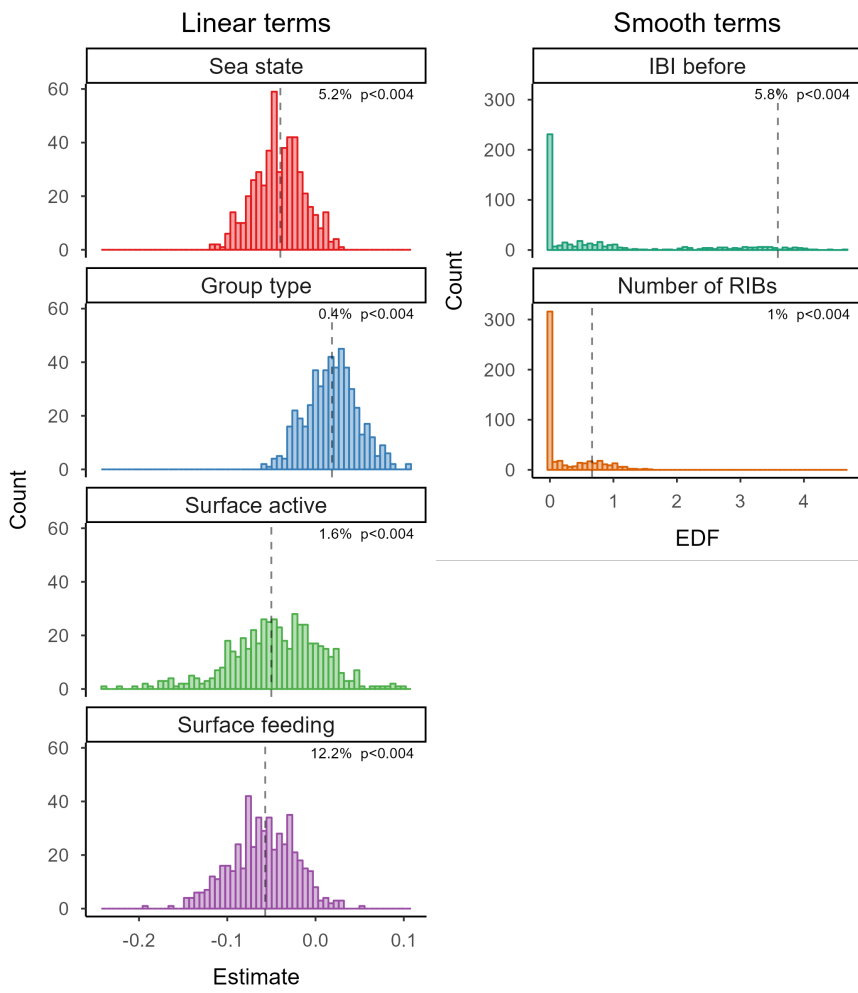 Linear terms
Sea state
5.2% p<0.004
60
40
20
0
Group type
0.4% p<0.004
60
40
20
0
Surface active
1.6% p<0.004
60
40
20
0
Surface feeding
12.2% p<0.004
60
40
20
0
-0.2 -0.1 0.0 0.1
Estimate
Count
Smooth terms
IBI before
5.8% p<0.004
300
200
100
0
Number of RIBs
1% p<0.004
300
200
100
0
0 1 2 3 4
EDF
Count